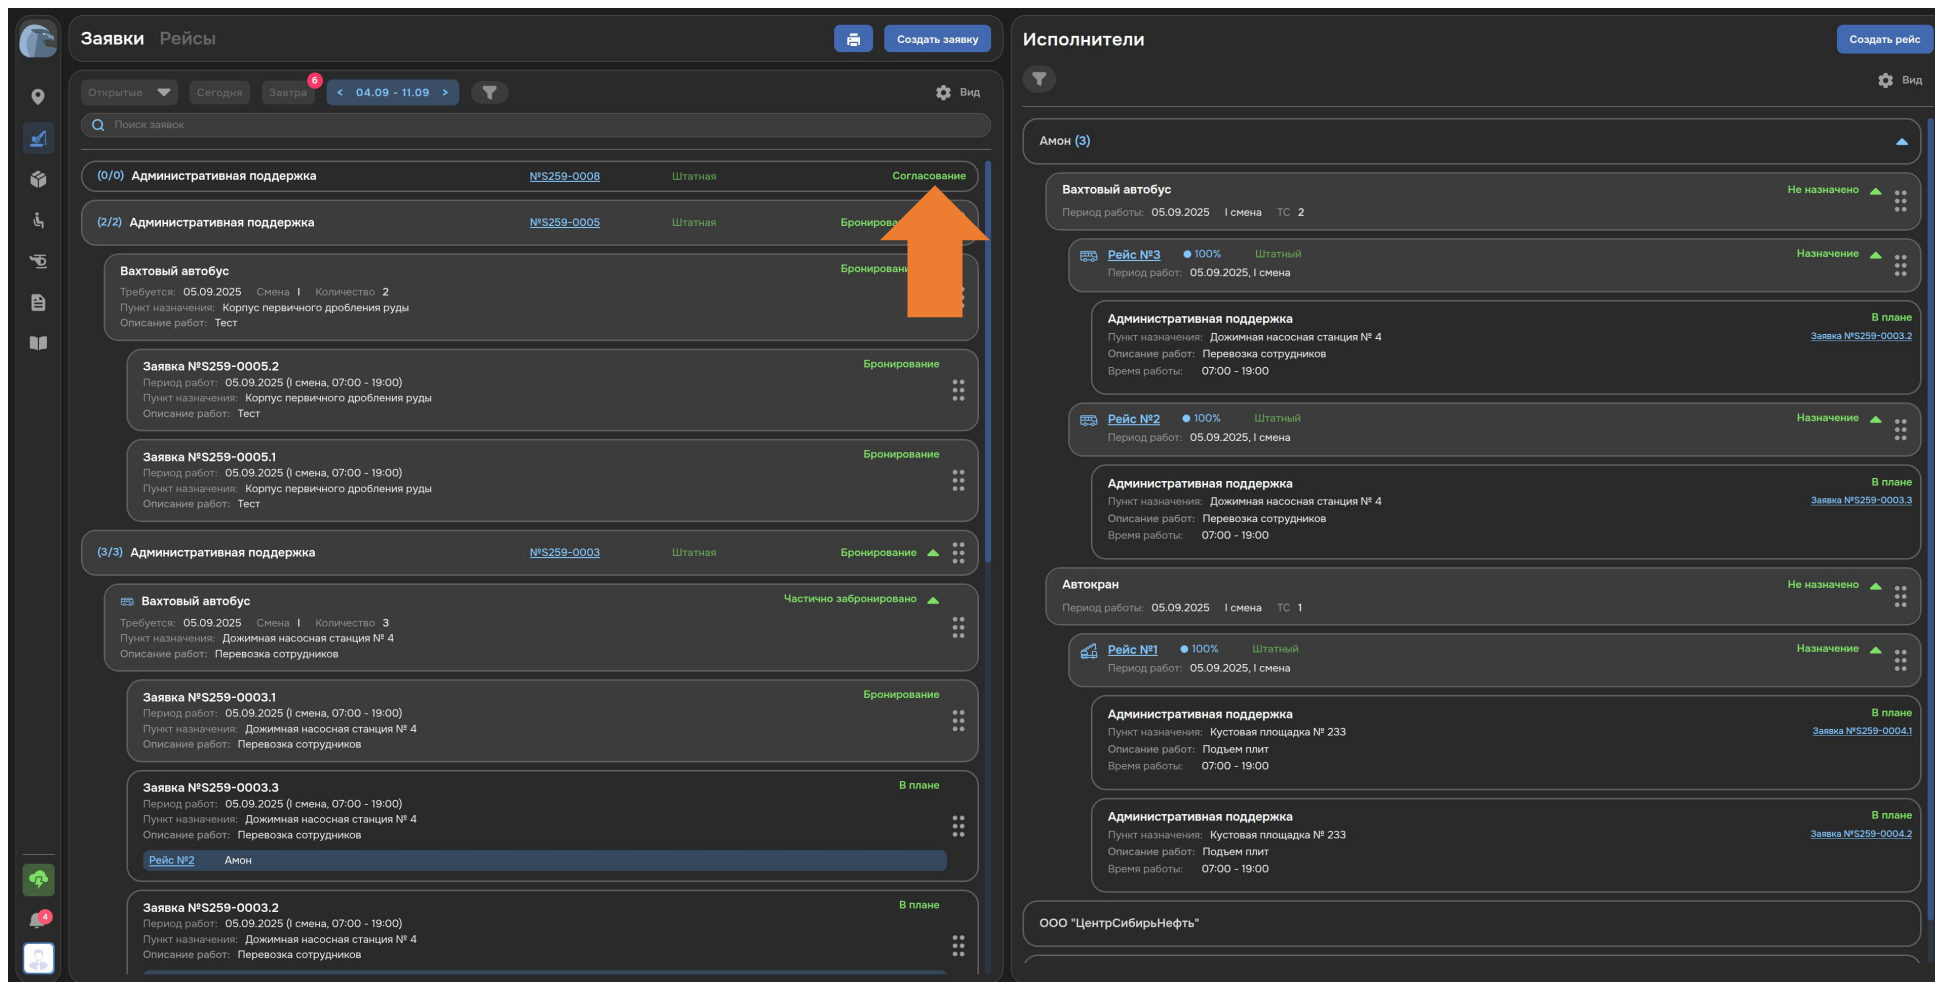 Заявки Рейсы
Создать заявку
Открытые Сегодня Завтра 6 < 04.09 - 11.09 > Вид
Поиск заявок
(0/0) Административная поддержка №S259-0008 Штатная Согласование
(2/2) Административная поддержка №S259-0005 Штатная
Вахтовый автобус
Требуется: 05.09.2025 Смена I Количество 2
Пункт назначения: Корпус первичного дробления руды
Описание работ: Тест
Заявка №S259-0005.2 Бронирование
Период работ: 05.09.2025 (I смена, 07:00 - 19:00)
Пункт назначения: Корпус первичного дробления руды
Описание работ: Тест
Заявка №S259-0005.1 Бронирование
Период работ: 05.09.2025 (I смена, 07:00 - 19:00)
Пункт назначения: Корпус первичного дробления руды
Описание работ: Тест
(3/3) Административная поддержка №S259-0003 Штатная Бронирование
Вахтовый автобус Частично забронировано
Требуется: 05.09.2025 Смена I Количество 3
Пункт назначения: Дожимная насосная станция № 4
Описание работ: Перевозка сотрудников
Заявка №S259-0003.1 Бронирование
Период работ: 05.09.2025 (I смена, 07:00 - 19:00)
Пункт назначения: Дожимная насосная станция № 4
Описание работ: Перевозка сотрудников
Заявка №S259-0003.3 В плане
Период работ: 05.09.2025 (I смена, 07:00 - 19:00)
Пункт назначения: Дожимная насосная станция № 4
Описание работ: Перевозка сотрудников
Рейс №2 Амон
Заявка №S259-0003.2 В плане
Период работ: 05.09.2025 (I смена, 07:00 - 19:00)
Пункт назначения: Дожимная насосная станция № 4
Описание работ: Перевозка сотрудников
4
Исполнители
Создать рейс
Вид
Амон (3)
Вахтовый автобус Не назначено
Период работы: 05.09.2025 I смена ТС 2
Рейс №3 100% Штатный Назначение
Период работ: 05.09.2025, I смена
Административная поддержка В плане
Пункт назначения: Дожимная насосная станция № 4 Заявка №S259-0003.2
Описание работ: Перевозка сотрудников
Время работы: 07:00 - 19:00
Рейс №2 100% Штатный Назначение
Период работ: 05.09.2025, I смена
Административная поддержка В плане
Пункт назначения: Дожимная насосная станция № 4 Заявка №S259-0003.3
Описание работ: Перевозка сотрудников
Время работы: 07:00 - 19:00
Автокран Не назначено
Период работы: 05.09.2025 I смена ТС 1
Рейс №1 100% Штатный Назначение
Период работ: 05.09.2025, I смена
Административная поддержка В плане
Пункт назначения: Кустовая площадка № 233 Заявка №S259-0004.1
Описание работ: Подъем плит
Время работы: 07:00 - 19:00
Административная поддержка В плане
Пункт назначения: Кустовая площадка № 233 Заявка №S259-0004.2
Описание работ: Подъем плит
Время работы: 07:00 - 19:00
ООО "ЦентрСибирьНефть"